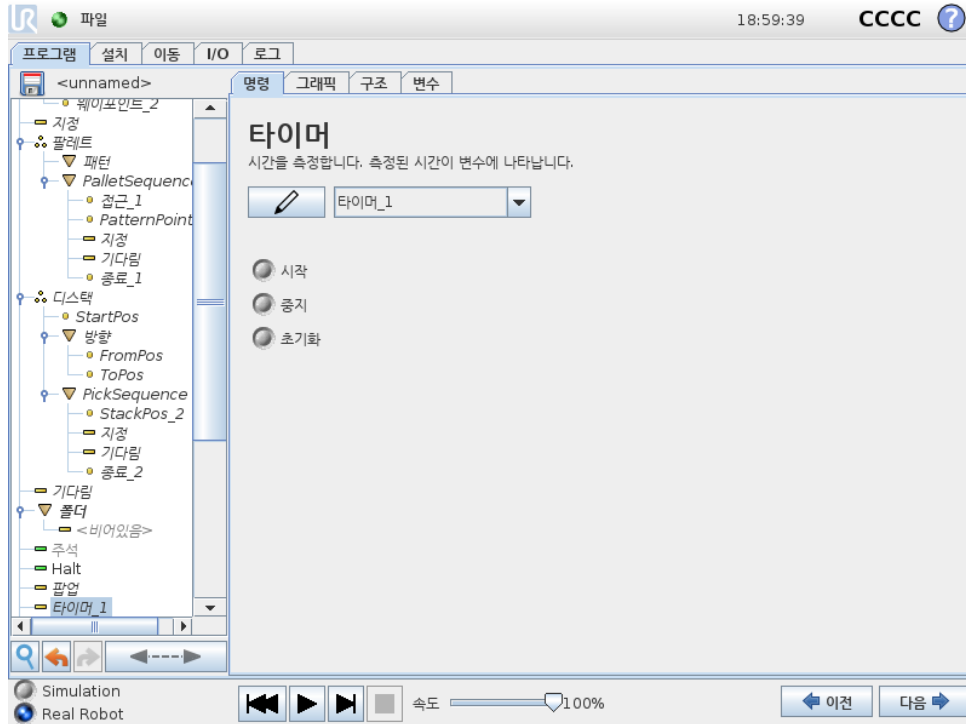 UR 파일 18:59:39 CCCC ?
프로그램 설치 이동 I/O 로그
<unnamed>
명령 그래픽 구조 변수
웨이포인트_2
지정
팔레트
패턴
PalletSequenc
접근_1
PatternPoint
지정
기다림
종료_1
디스택
StartPos
방향
FromPos
ToPos
PickSequence
StackPos_2
지정
기다림
종료_2
기다림
폴더
<비어있음>
주석
Halt
팝업
타이머_1
타이머
시간을 측정합니다. 측정된 시간이 변수에 나타납니다.
타이머_1
시작
중지
초기화
Simulation
Real Robot
속도 100%
이전 다음